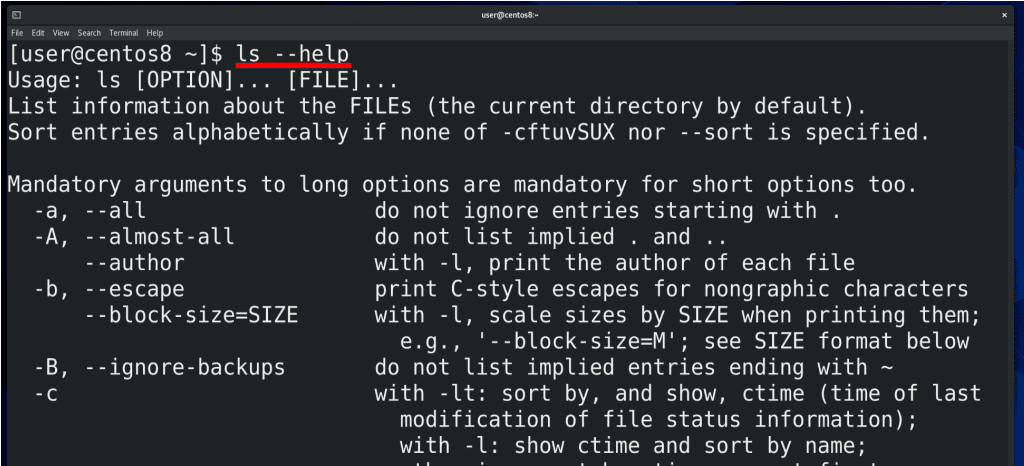 user@centos8:~
File Edit View Search Terminal Help
[user@centos8 ~]$ ls --help
Usage: ls [OPTION]... [FILE]...
List information about the FILEs (the current directory by default).
Sort entries alphabetically if none of -cftuvSUX nor --sort is specified.

Mandatory arguments to long options are mandatory for short options too.
  -a, --all                  do not ignore entries starting with .
  -A, --almost-all           do not list implied . and ..
      --author               with -l, print the author of each file
  -b, --escape               print C-style escapes for nongraphic characters
      --block-size=SIZE      with -l, scale sizes by SIZE when printing them;
                               e.g., '--block-size=M'; see SIZE format below
  -B, --ignore-backups       do not list implied entries ending with ~
  -c                         with -lt: sort by, and show, ctime (time of last
                               modification of file status information);
                               with -l: show ctime and sort by name;